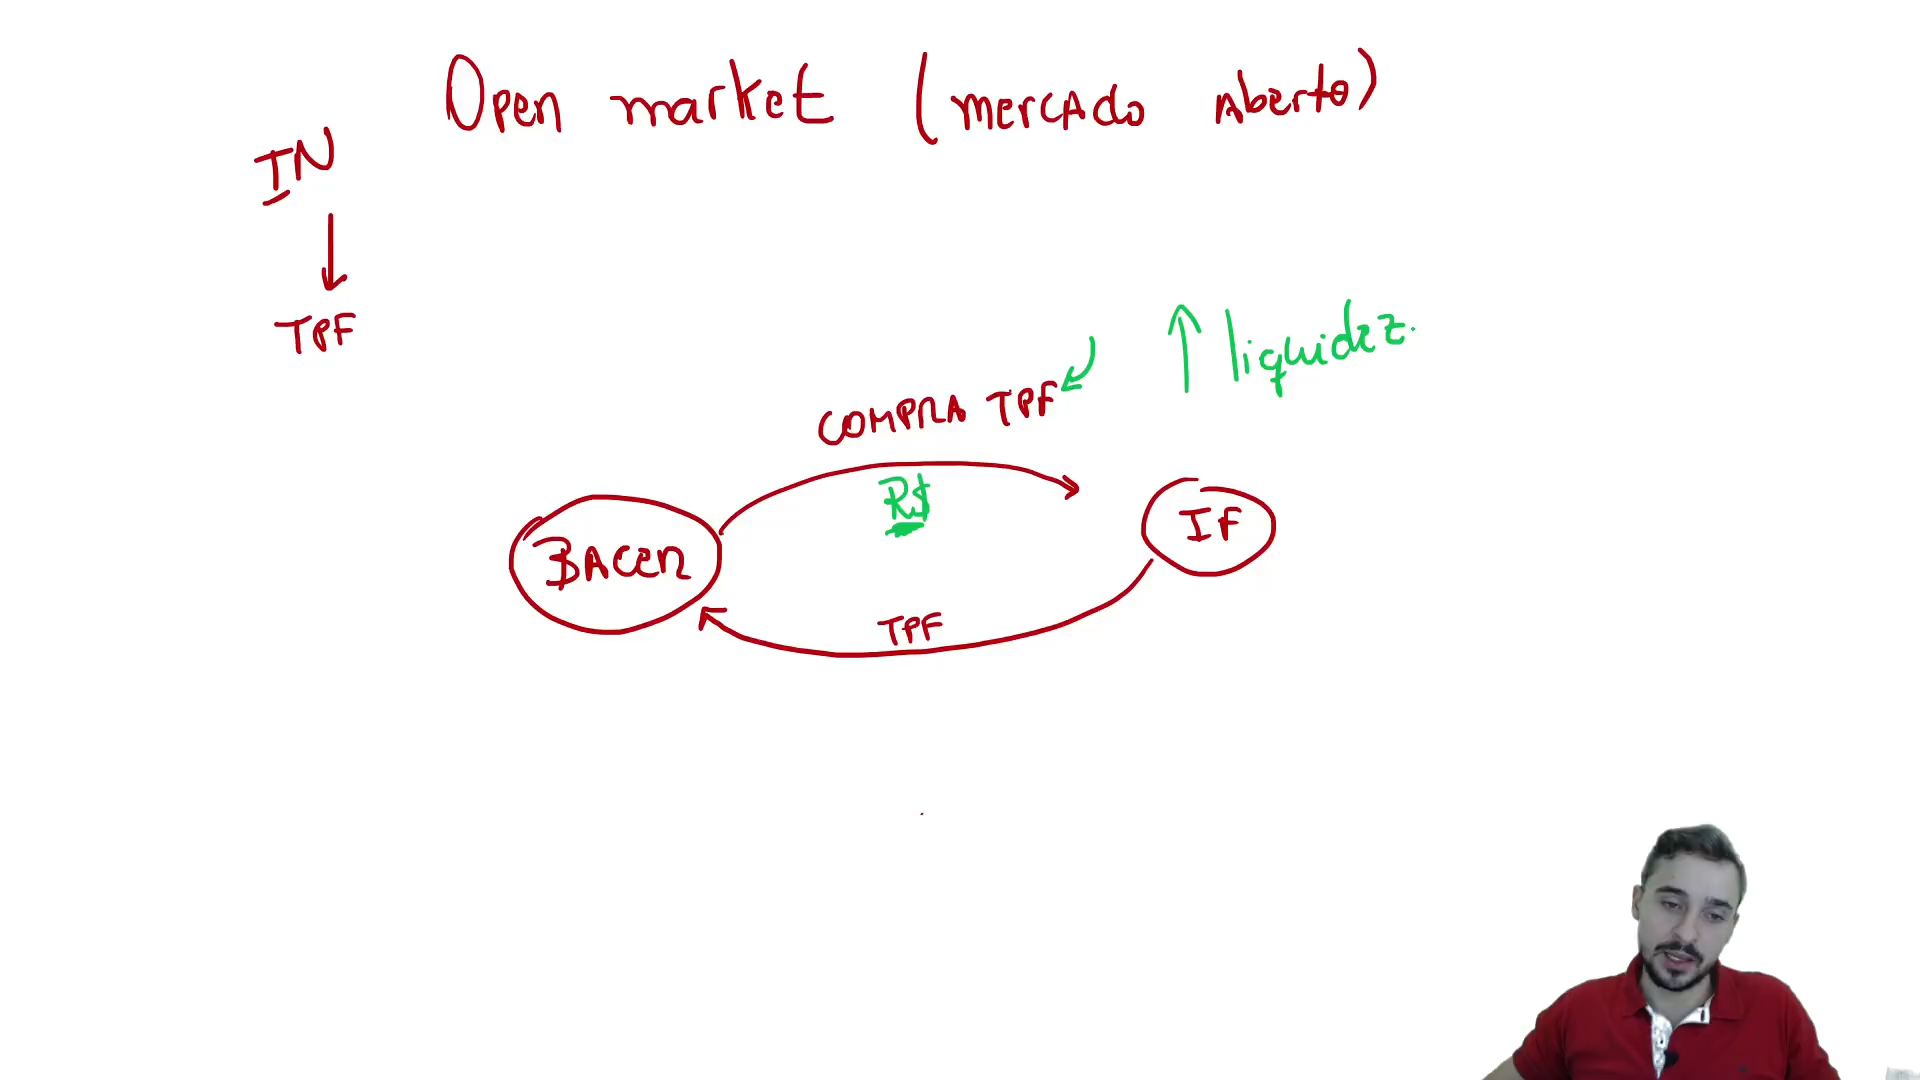 Open market (mercado aberto)
IN
TPF
↑ liquidez.
COMPRA TPF
R$
BACEN
IF
TPF